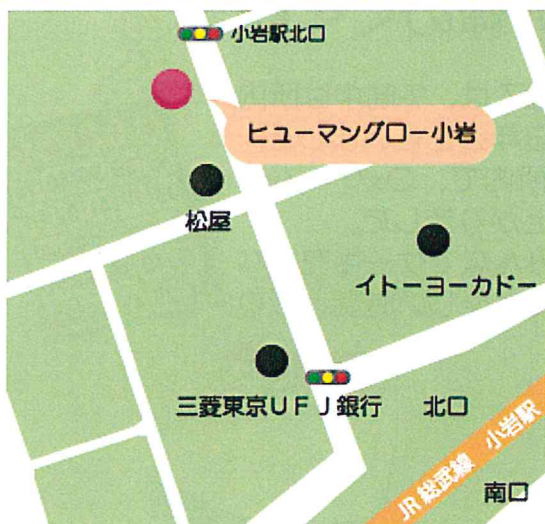 小岩駅北口
ヒューマングロー小岩
松屋
イトーヨーカドー
三菱東京UFJ銀行
北口
JR 総武線　小岩駅
南口